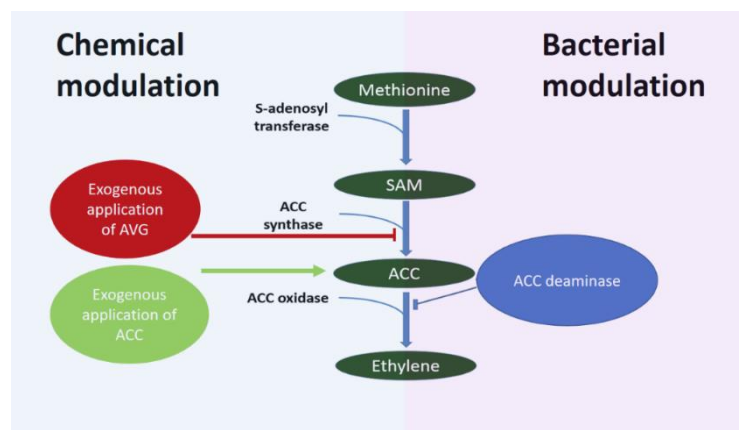 Chemical
modulation
Bacterial
modulation
Methionine
S-adenosyl
transferase
SAM
Exogenous
application
of AVG
ACC
synthase
ACC
ACC deaminase
Exogenous
application of
ACC
ACC oxidase
Ethylene